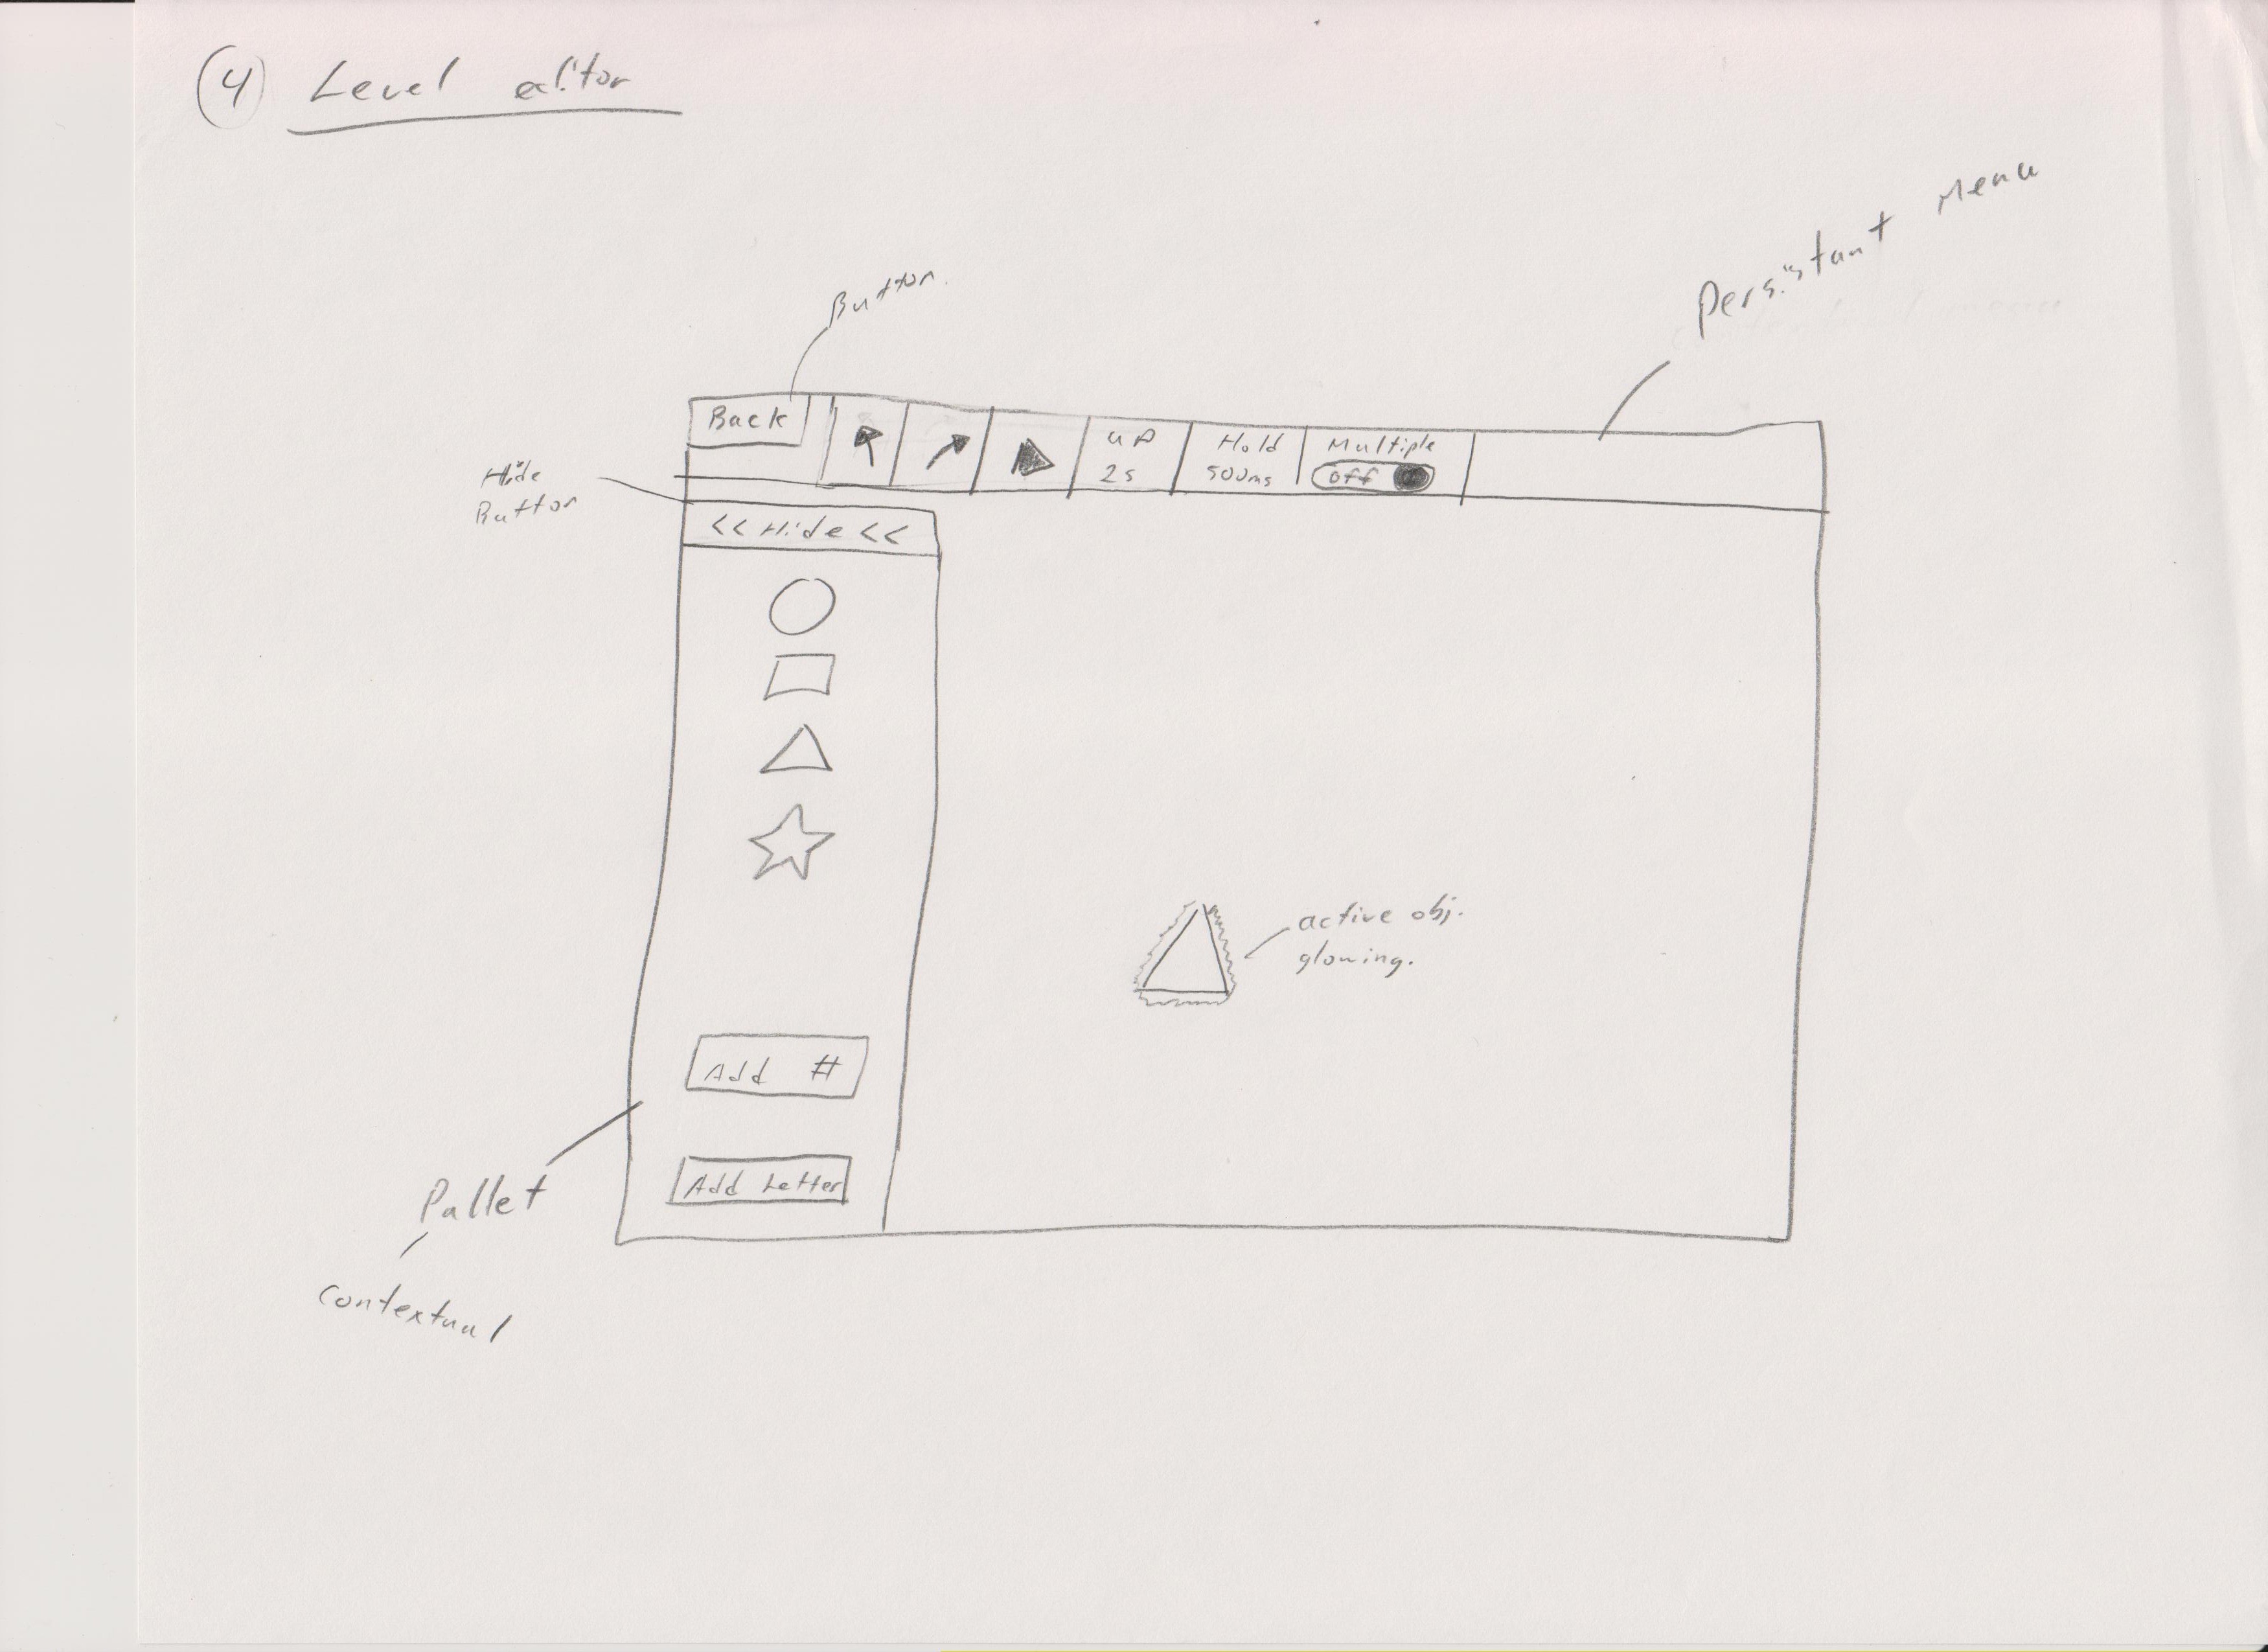 4 Level editor
Persistant Menu
Button.
Back
up
2s
Hold
500ms
Multiple
off
Hide
Button
<< Hide <<
active obj.
glowing.
Add #
Add Letter
Pallet
contextual